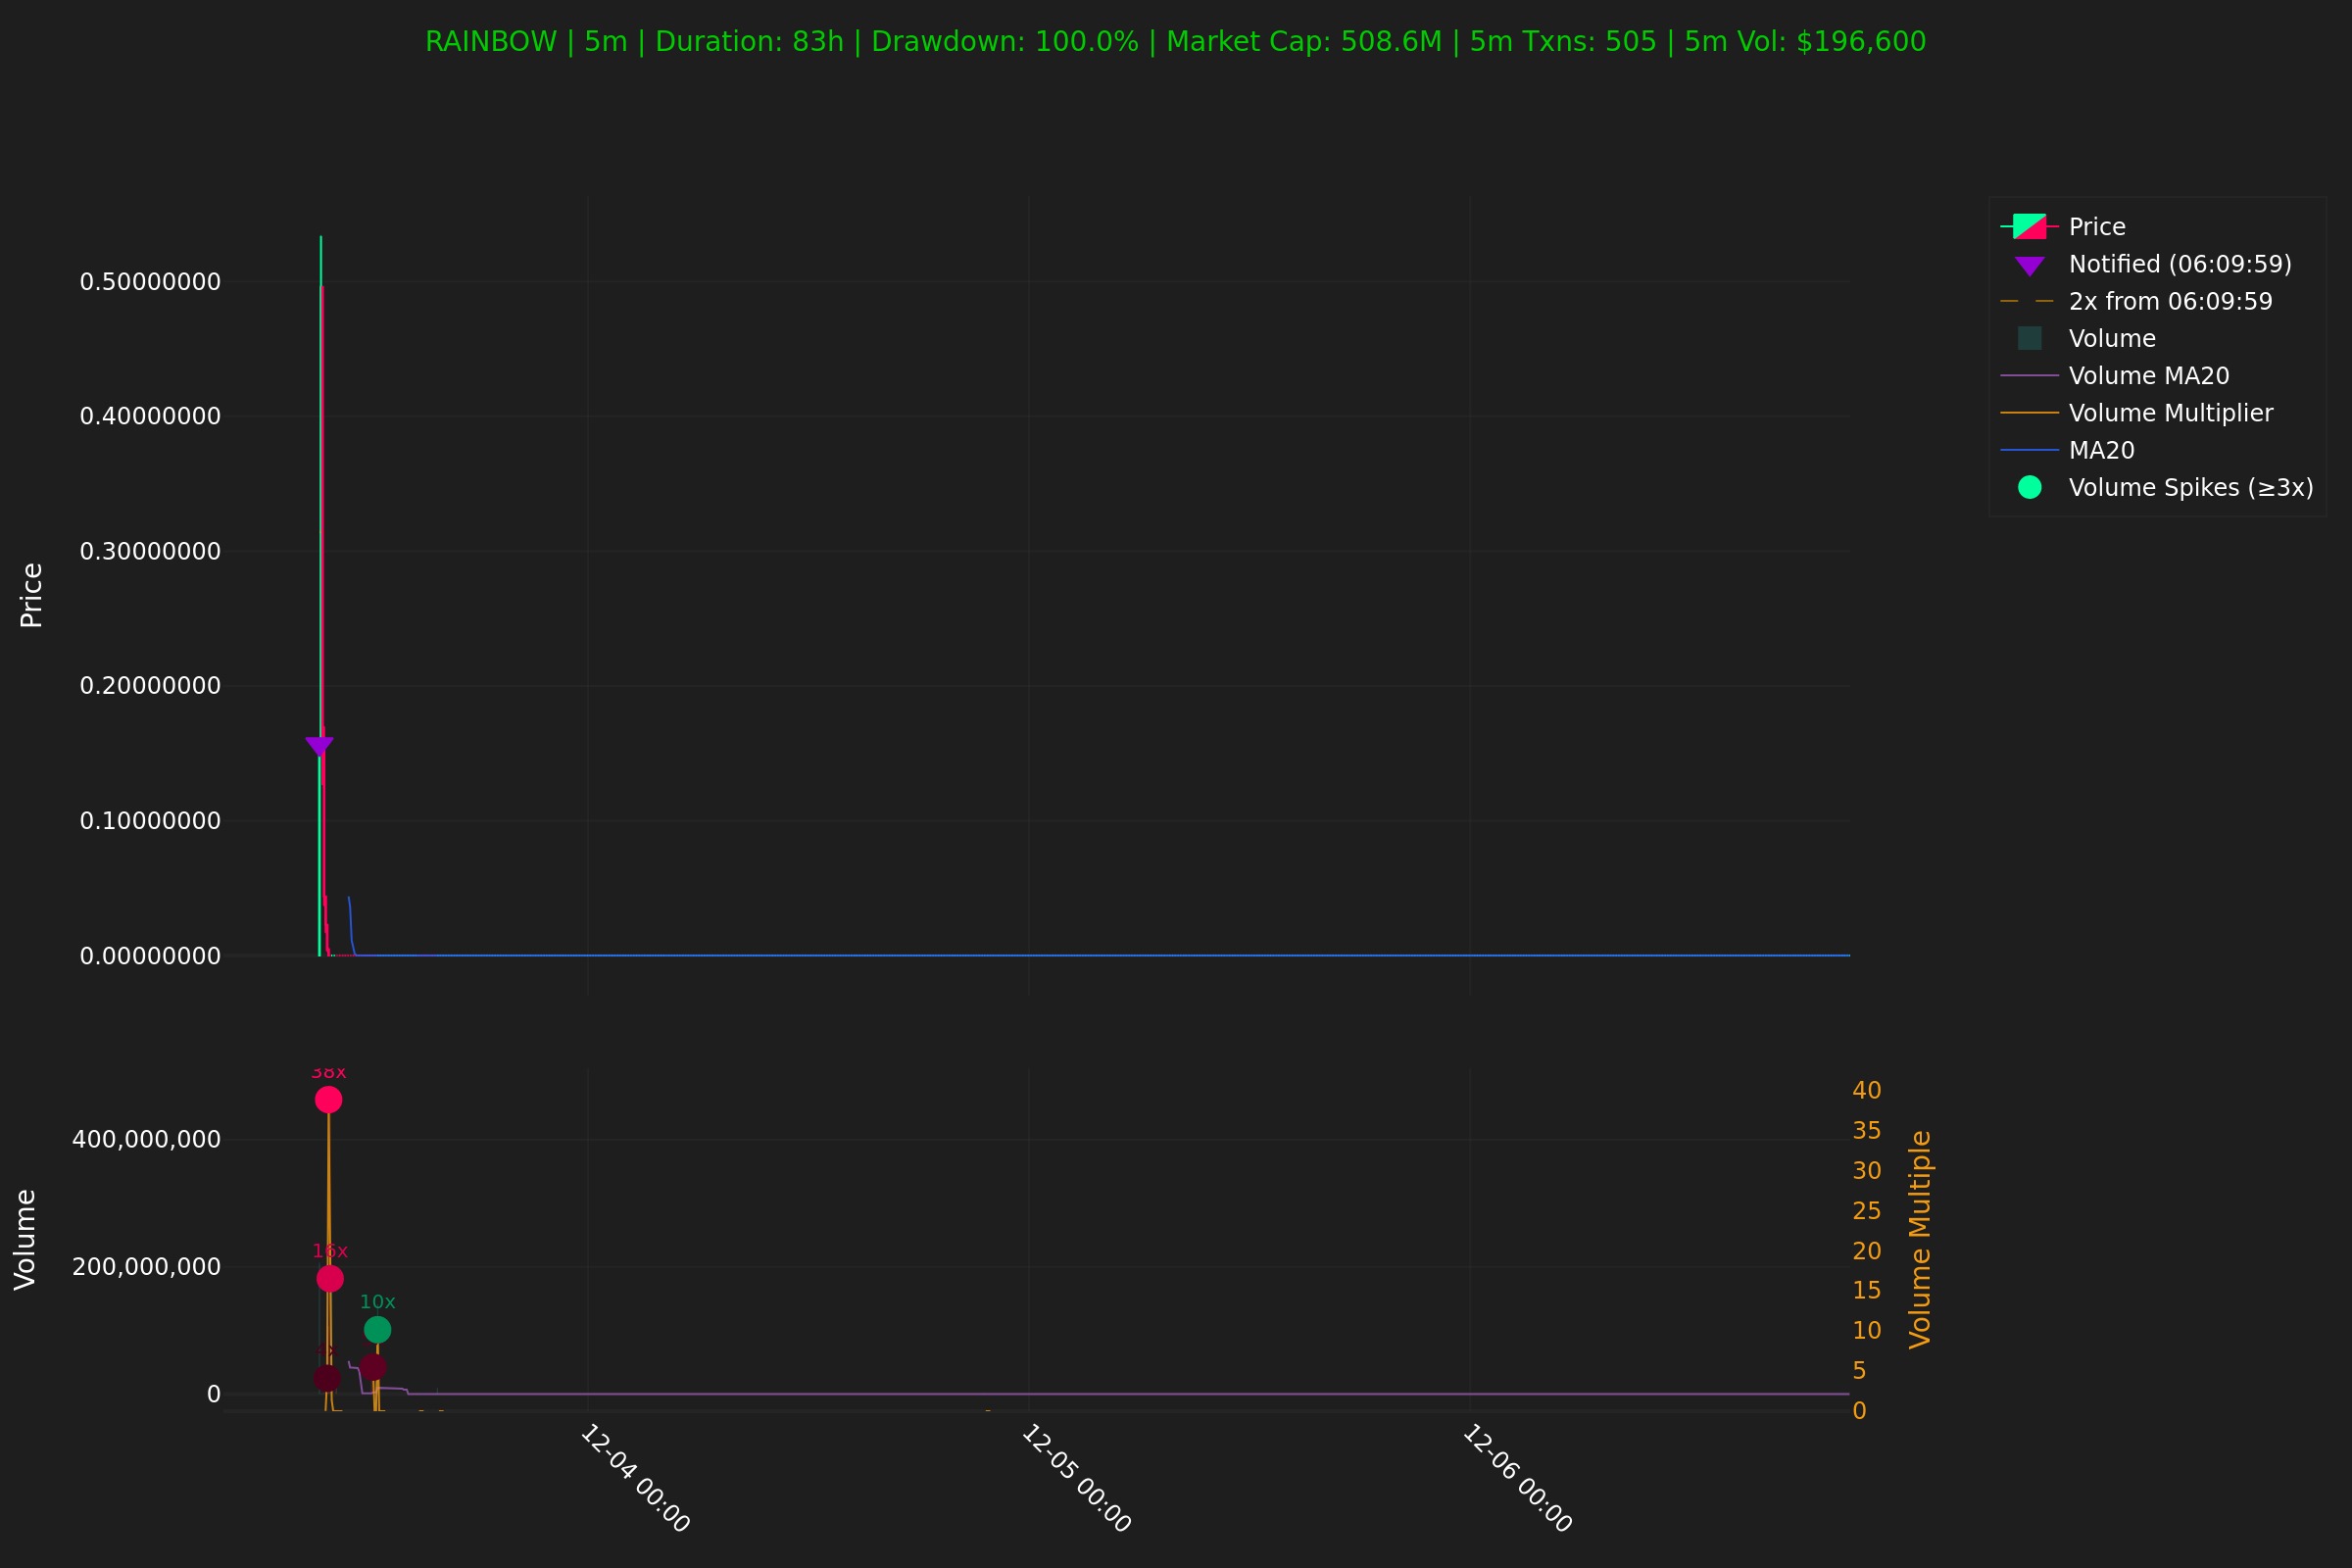 RAINBOW | 5m | Duration: 83h | Drawdown: 100.0% | Market Cap: 508.6M | 5m Txns: 505 | 5m Vol: $196,600
Price
Notified (06:09:59)
2x from 06:09:59
Volume
Volume MA20
Volume Multiplier
MA20
Volume Spikes (≥3x)
Price
0.50000000
0.40000000
0.30000000
0.20000000
0.10000000
0.00000000
Volume
400,000,000
200,000,000
0
38x
16x
10x
40
35
30
25
20
15
10
5
0
Volume Multiple
12-04 00:00
12-05 00:00
12-06 00:00